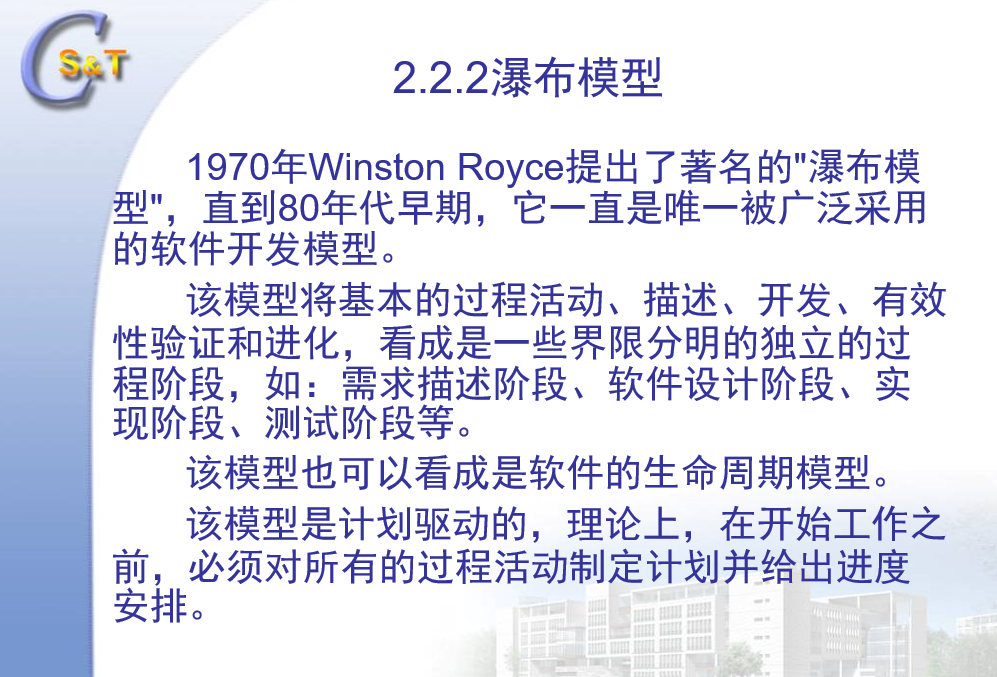 CS&T
2.2.2瀑布模型
1970年Winston Royce提出了著名的"瀑布模
型"，直到80年代早期，它一直是唯一被广泛采用
的软件开发模型。
该模型将基本的过程活动、描述、开发、有效
性验证和进化，看成是一些界限分明的独立的过
程阶段，如：需求描述阶段、软件设计阶段、实
现阶段、测试阶段等。
该模型也可以看成是软件的生命周期模型。
该模型是计划驱动的，理论上，在开始工作之
前，必须对所有的过程活动制定计划并给出进度
安排。